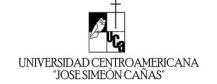 uca
UNIVERSIDAD CENTROAMERICANA
"JOSE SIMEÓN CAÑAS"